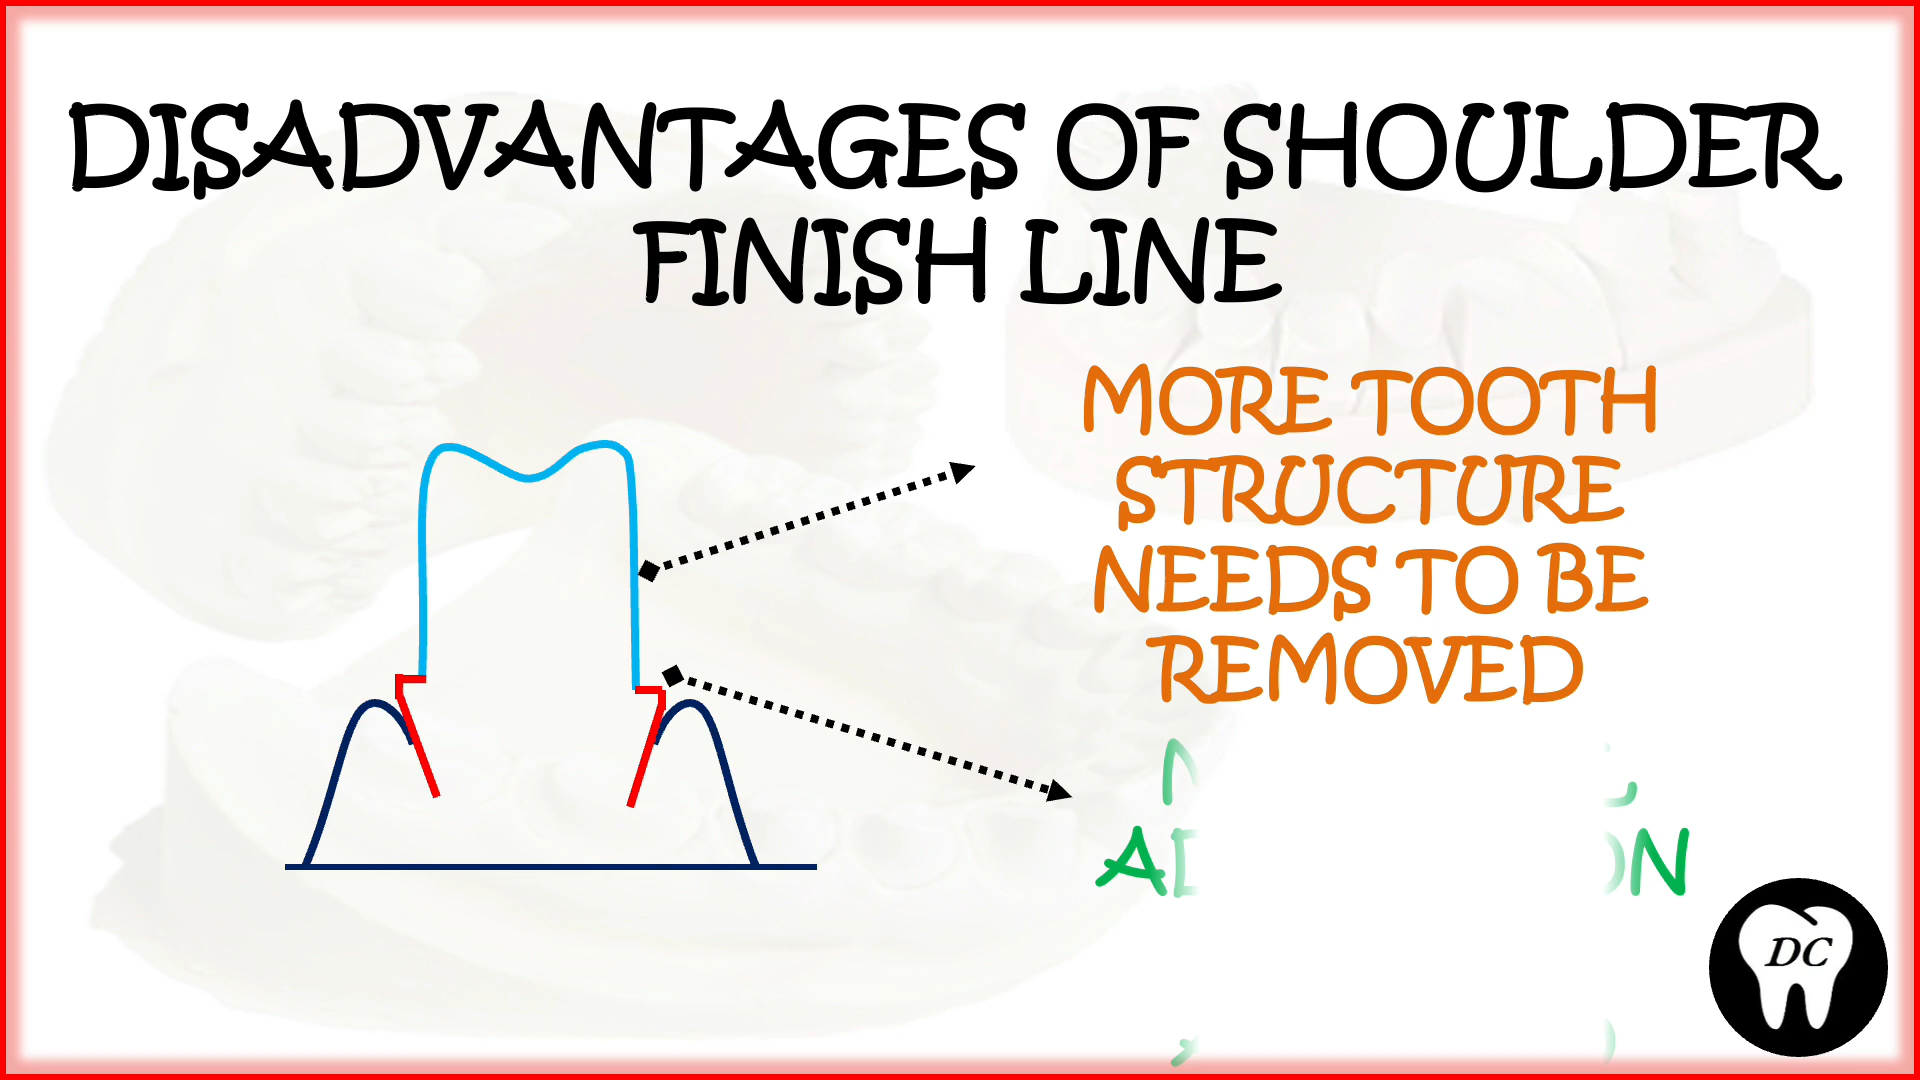 DISADVANTAGES OF SHOULDER
FINISH LINE
MORE TOOTH
STRUCTURE
NEEDS TO BE
REMOVED
DC